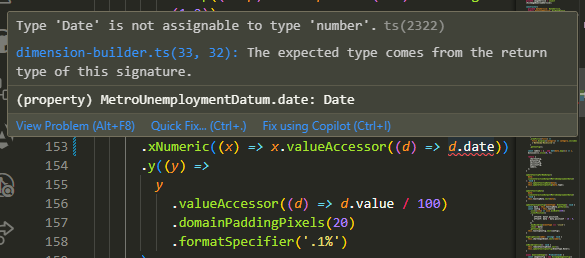 Type 'Date' is not assignable to type 'number'. ts(2322)
dimension-builder.ts(33, 32): The expected type comes from the return
type of this signature.
(property) MetroUnemploymentDatum.date: Date
View Problem (Alt+F8) Quick Fix... (Ctrl+.) Fix using Copilot (Ctrl+I)
153 .xNumeric((x) => x.valueAccessor((d) => d.date))
154 .y((y) =>
155 y
156 .valueAccessor((d) => d.value / 100)
157 .domainPaddingPixels(20)
158 .formatSpecifier('.1%')